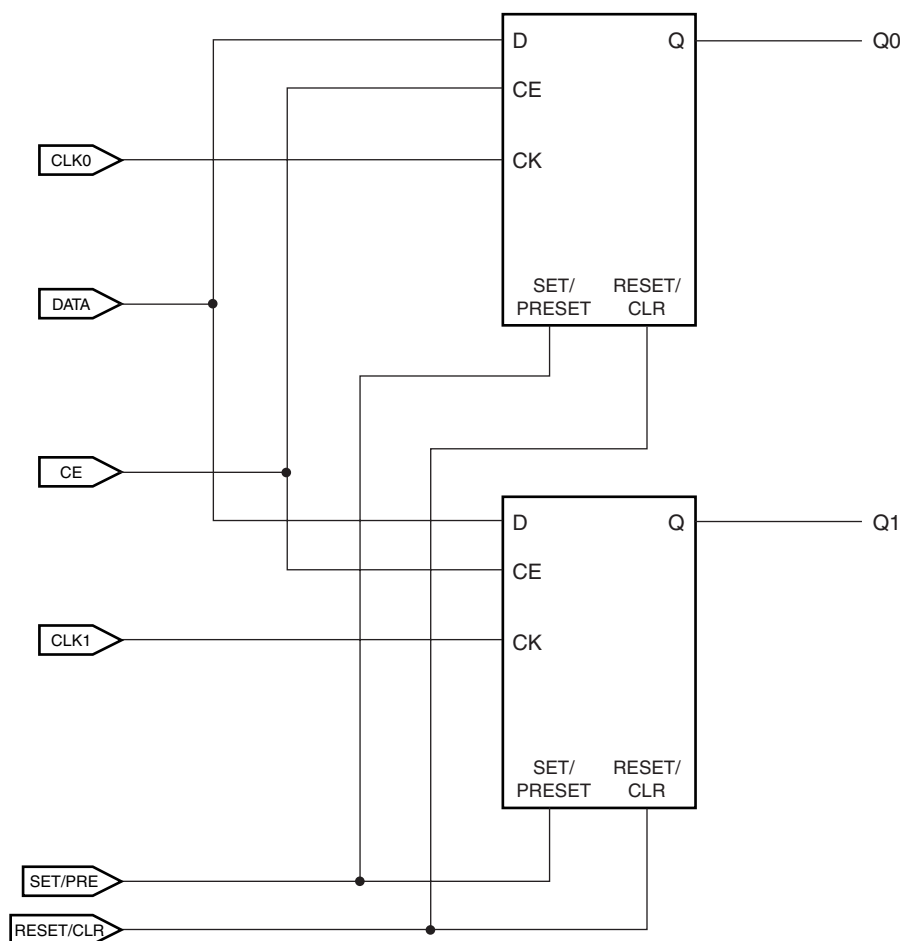 D
Q
Q0
CE
CLK0
CK
DATA
SET/
PRESET
RESET/
CLR
CE
D
Q
Q1
CE
CLK1
CK
SET/
PRESET
RESET/
CLR
SET/PRE
RESET/CLR